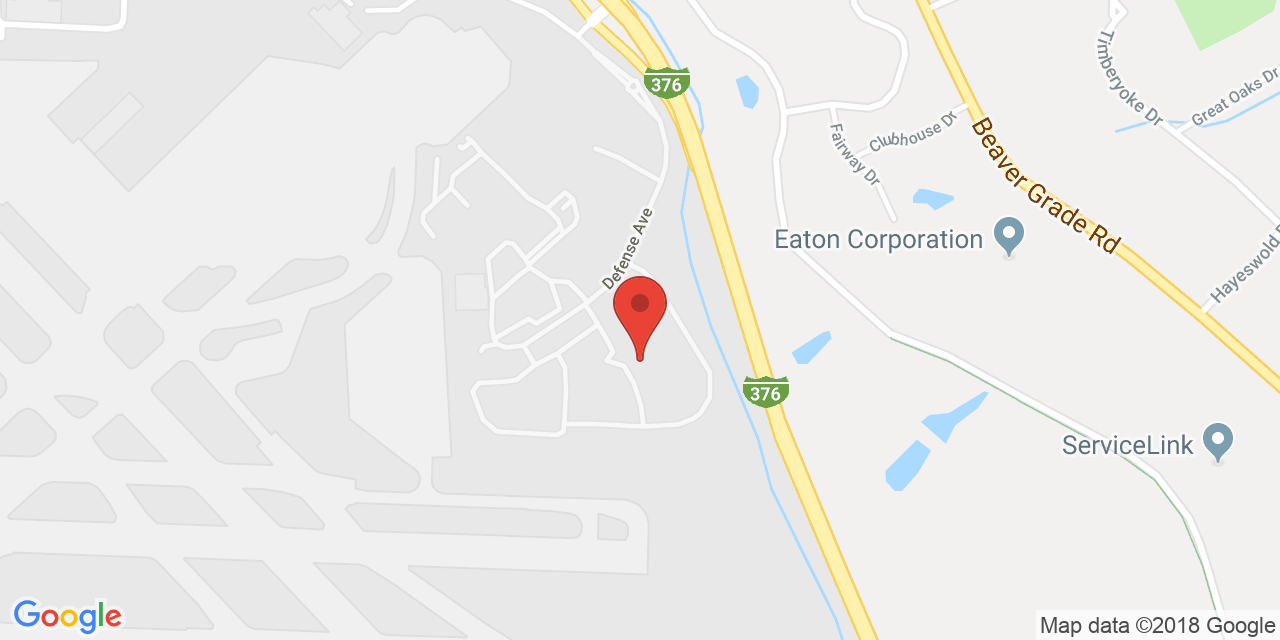 376
Timberyoke Dr
Great Oaks Dr
Clubhouse Dr
Fairway Dr
Beaver Grade Rd
Defense Ave
Eaton Corporation
Hayeswold
376
ServiceLink
Google
Map data ©2018 Google